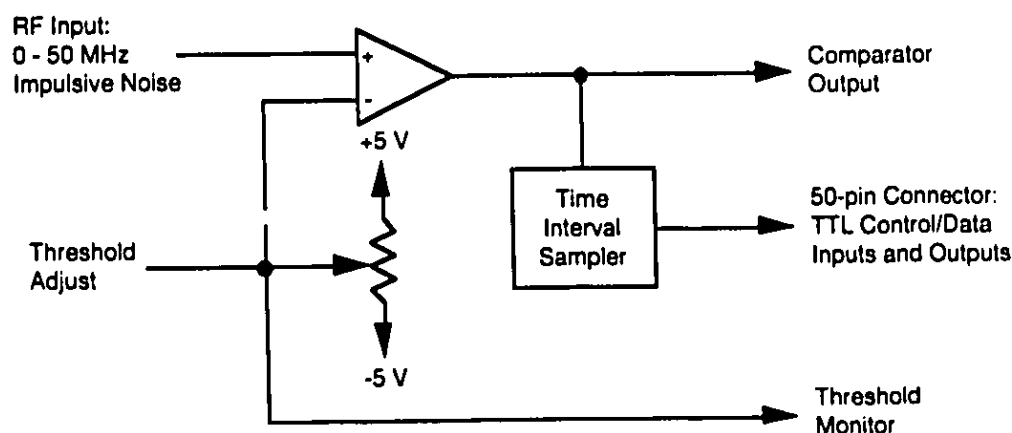 RF Input:
0 - 50 MHz
Impulsive Noise
+
-
Comparator
Output
+5 V
Time
Interval
Sampler
50-pin Connector:
TTL Control/Data
Inputs and Outputs
Threshold
Adjust
-5 V
Threshold
Monitor